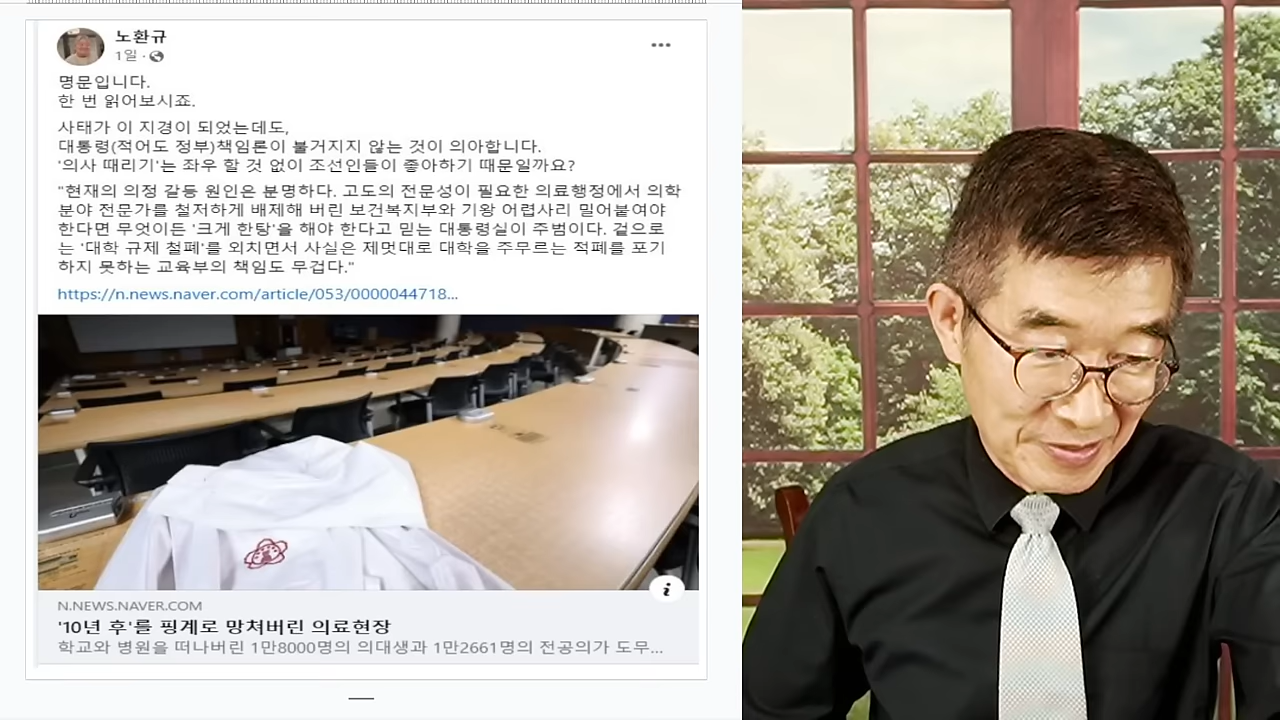 노환규
1일
명문입니다.
한 번 읽어보시죠.
사태가 이 지경이 되었는데도,
대통령(적어도 정부)책임론이 불거지지 않는 것이 의아합니다.
'의사 때리기'는 좌우 할 것 없이 조선인들이 좋아하기 때문일까요?
"현재의 의정 갈등 원인은 분명하다. 고도의 전문성이 필요한 의료행정에서 의학
분야 전문가를 철저하게 배제해 버린 보건복지부와 기왕 어렵사리 밀어붙여야
한다면 무엇이든 '크게 한탕'을 해야 한다고 믿는 대통령실이 주범이다. 겉으로
는 '대학 규제 철폐'를 외치면서 사실은 제멋대로 대학을 주무르는 적폐를 포기
하지 못하는 교육부의 책임도 무겁다."
https://n.news.naver.com/article/053/0000044718...
N.NEWS.NAVER.COM
'10년 후'를 핑계로 망쳐버린 의료현장
학교와 병원을 떠나버린 1만8000명의 의대생과 1만2661명의 전공의가 도무...